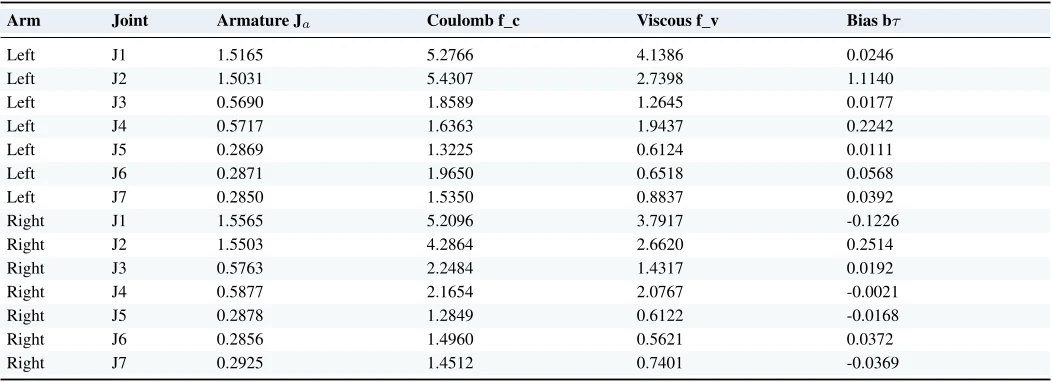 Arm Joint Armature Jₐ Coulomb f_c Viscous f_v Bias bτ
Left J1 1.5165 5.2766 4.1386 0.0246
Left J2 1.5031 5.4307 2.7398 1.1140
Left J3 0.5690 1.8589 1.2645 0.0177
Left J4 0.5717 1.6363 1.9437 0.2242
Left J5 0.2869 1.3225 0.6124 0.0111
Left J6 0.2871 1.9650 0.6518 0.0568
Left J7 0.2850 1.5350 0.8837 0.0392
Right J1 1.5565 5.2096 3.7917 -0.1226
Right J2 1.5503 4.2864 2.6620 0.2514
Right J3 0.5763 2.2484 1.4317 0.0192
Right J4 0.5877 2.1654 2.0767 -0.0021
Right J5 0.2878 1.2849 0.6122 -0.0168
Right J6 0.2856 1.4960 0.5621 0.0372
Right J7 0.2925 1.4512 0.7401 -0.0369